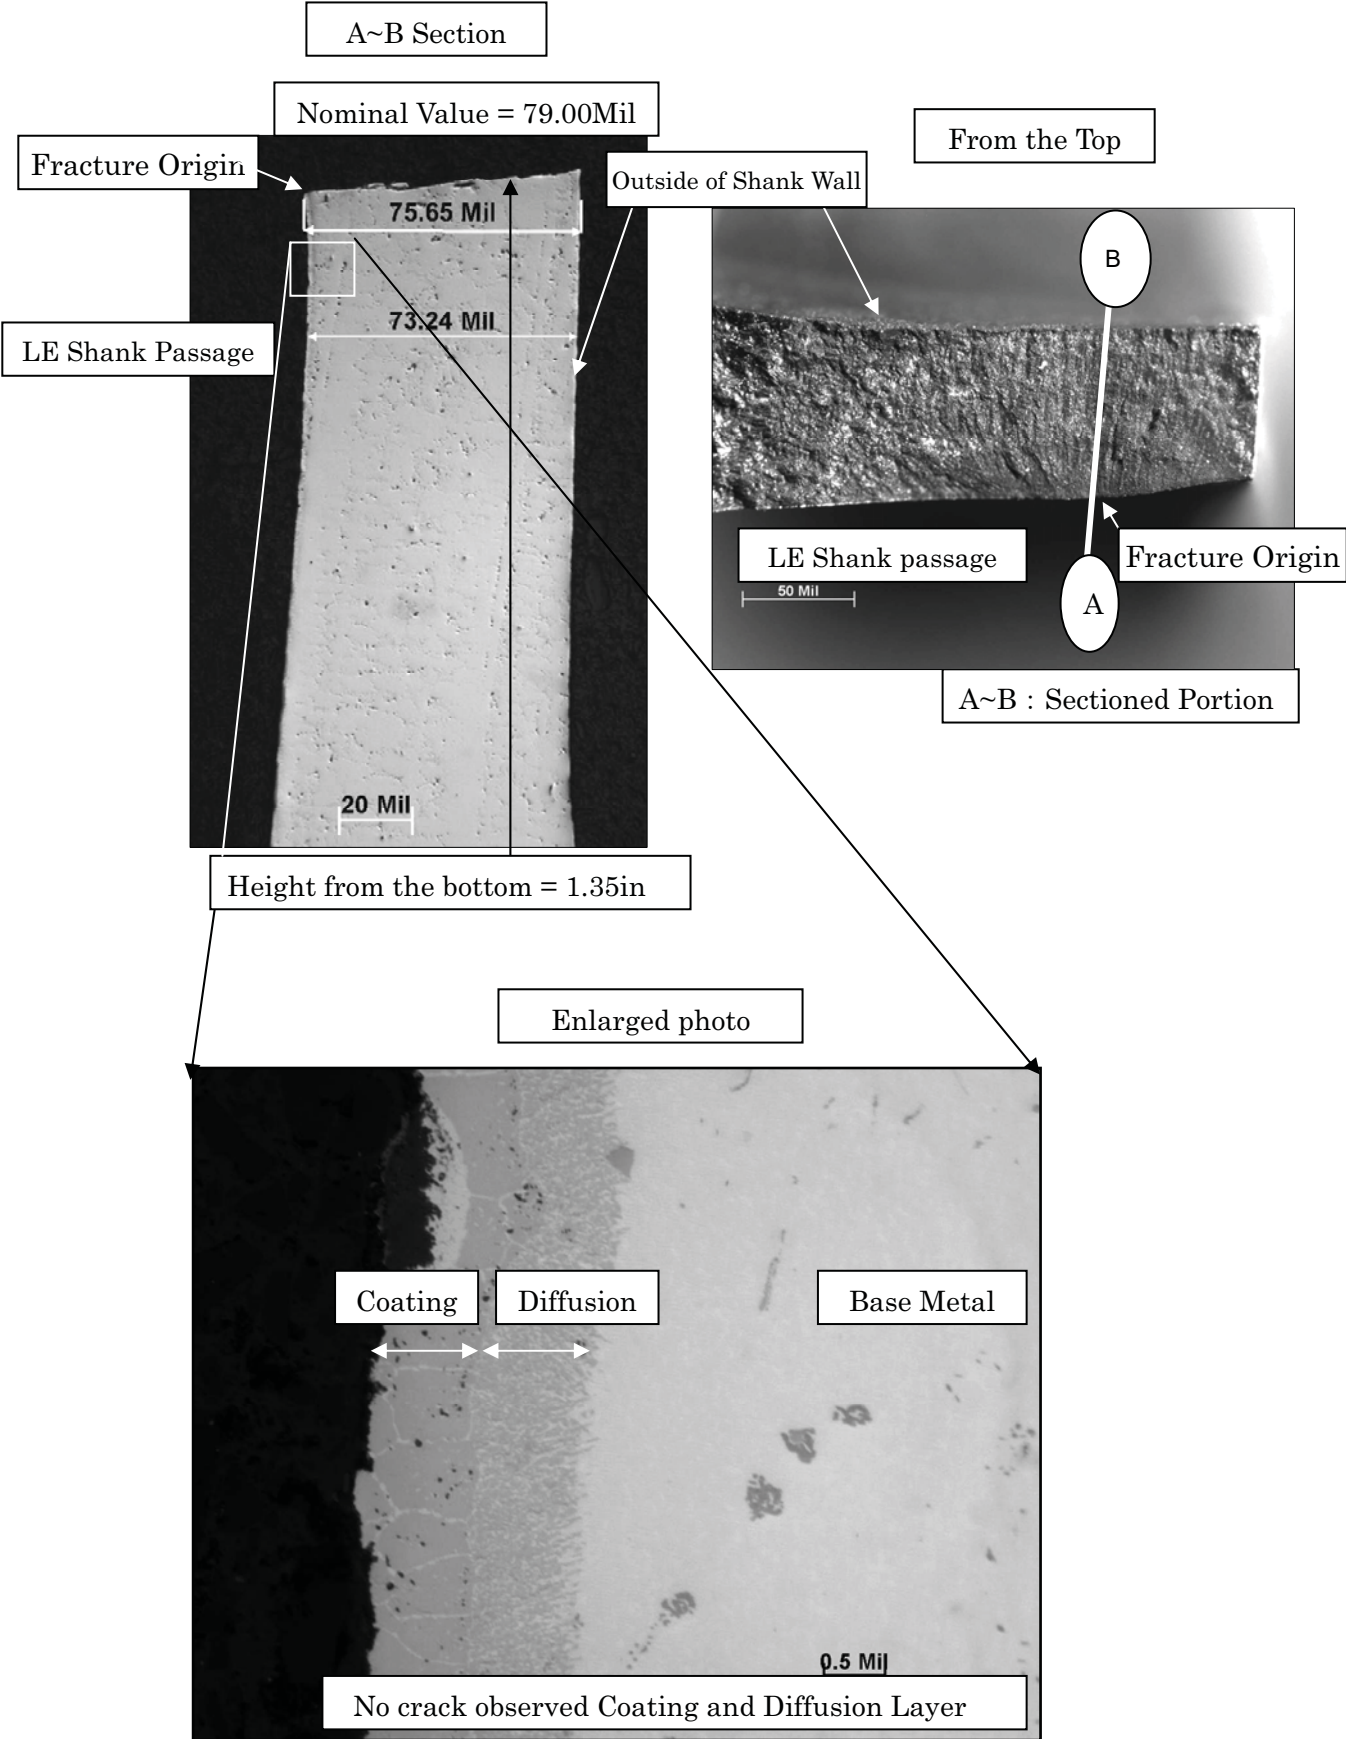 A~B Section
Nominal Value = 79.00Mil
From the Top
Fracture Origin
Outside of Shank Wall
75.65 Mil
B
73.24 Mil
LE Shank Passage
LE Shank passage
Fracture Origin
50 Mil
A
A~B : Sectioned Portion
20 Mil
Height from the bottom = 1.35in
Enlarged photo
Coating
Diffusion
Base Metal
0.5 Mil
No crack observed Coating and Diffusion Layer